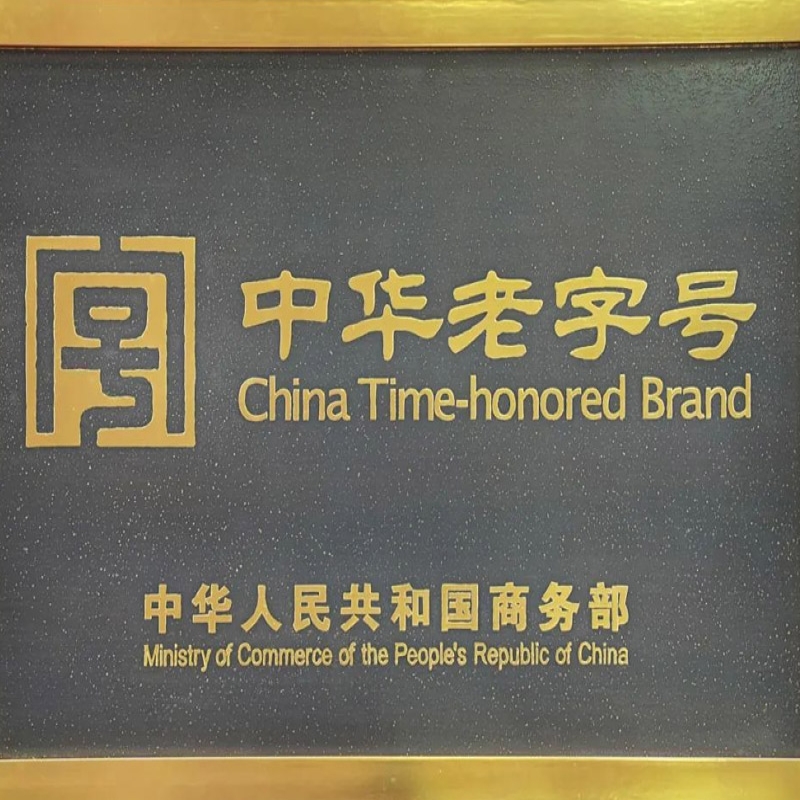 号
中华老字号
China Time-honored Brand
中华人民共和国商务部
Ministry of Commerce of the People's Republic of China